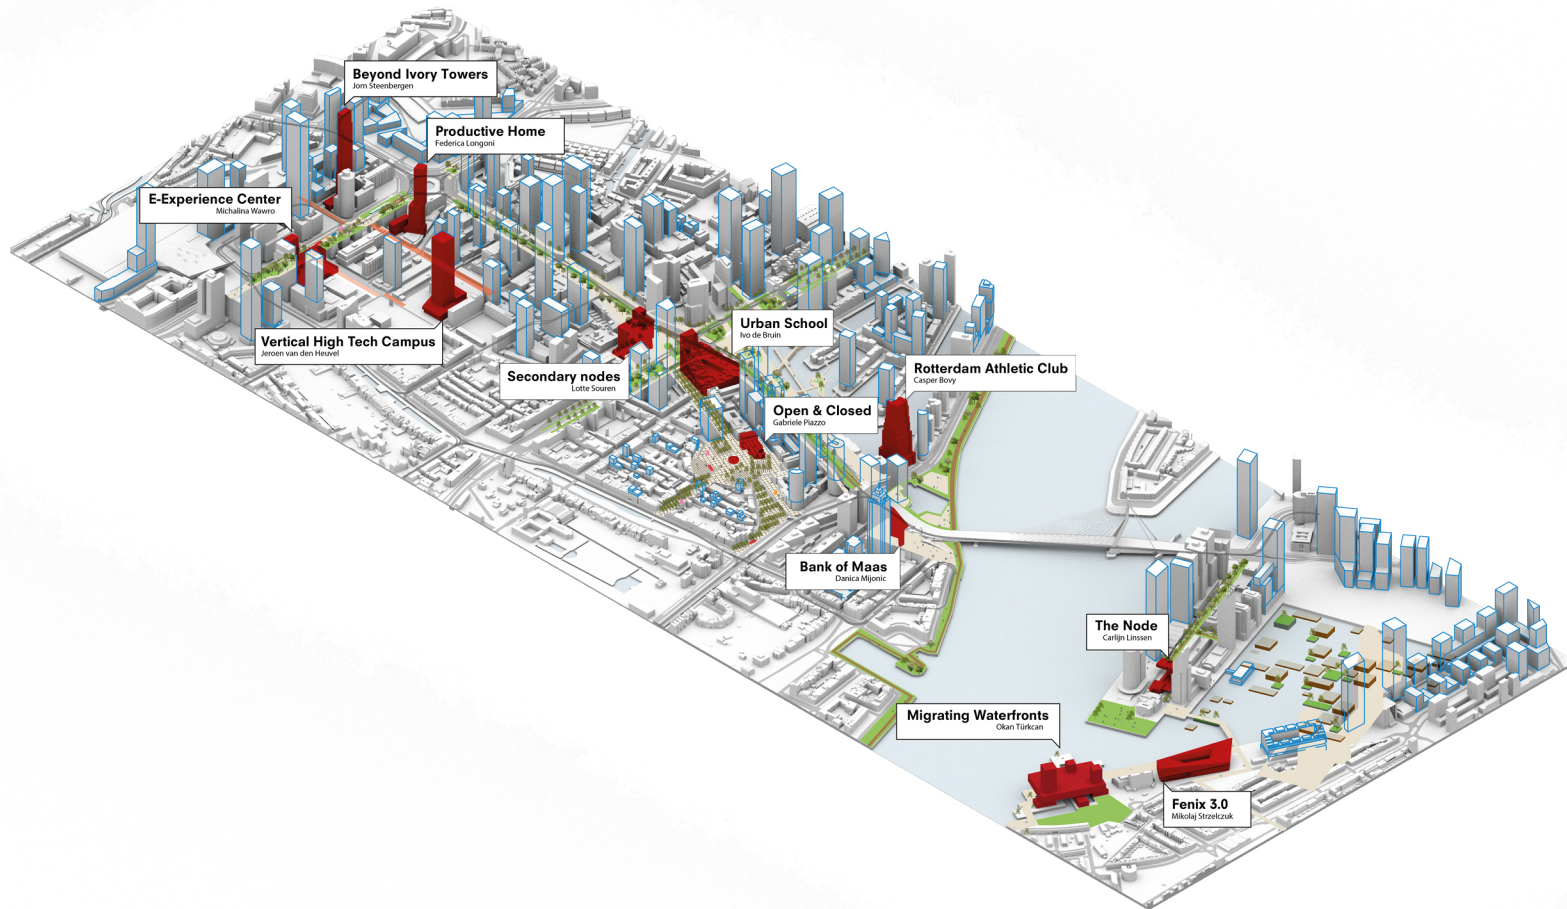 Beyond Ivory Towers
Jorn Steenbergen
Productive Home
Federica Longoni
E-Experience Center
Michalina Wawro
Vertical High Tech Campus
Jeroen van den Heuvel
Urban School
Ivo de Bruin
Secondary nodes
Lotte Souren
Rotterdam Athletic Club
Casper Bovy
Open & Closed
Gabriele Piazzo
Bank of Maas
Danica Mijonic
The Node
Carlijn Linssen
Migrating Waterfronts
Okan Türkcan
Fenix 3.0
Mikolaj Strzelczuk